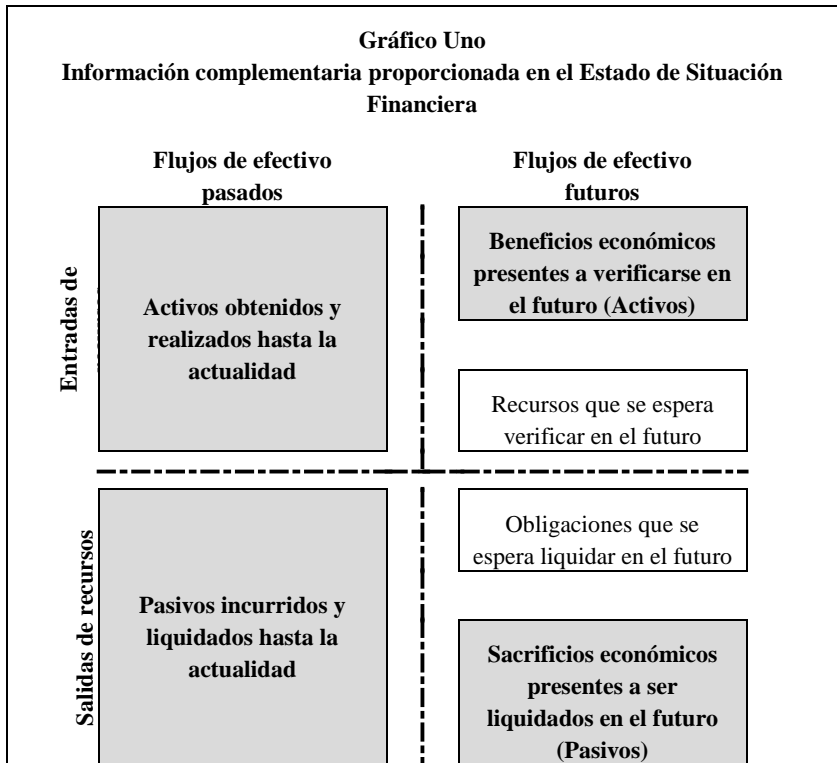 Gráfico Uno
Información complementaria proporcionada en el Estado de Situación
Financiera
Flujos de efectivo
pasados
Flujos de efectivo
futuros
Entradas de
Activos obtenidos y
realizados hasta la
actualidad
Beneficios económicos
presentes a verificarse en
el futuro (Activos)
Recursos que se espera
verificar en el futuro
Salidas de recursos
Pasivos incurridos y
liquidados hasta la
actualidad
Obligaciones que se
espera liquidar en el futuro
Sacrificios económicos
presentes a ser
liquidados en el futuro
(Pasivos)